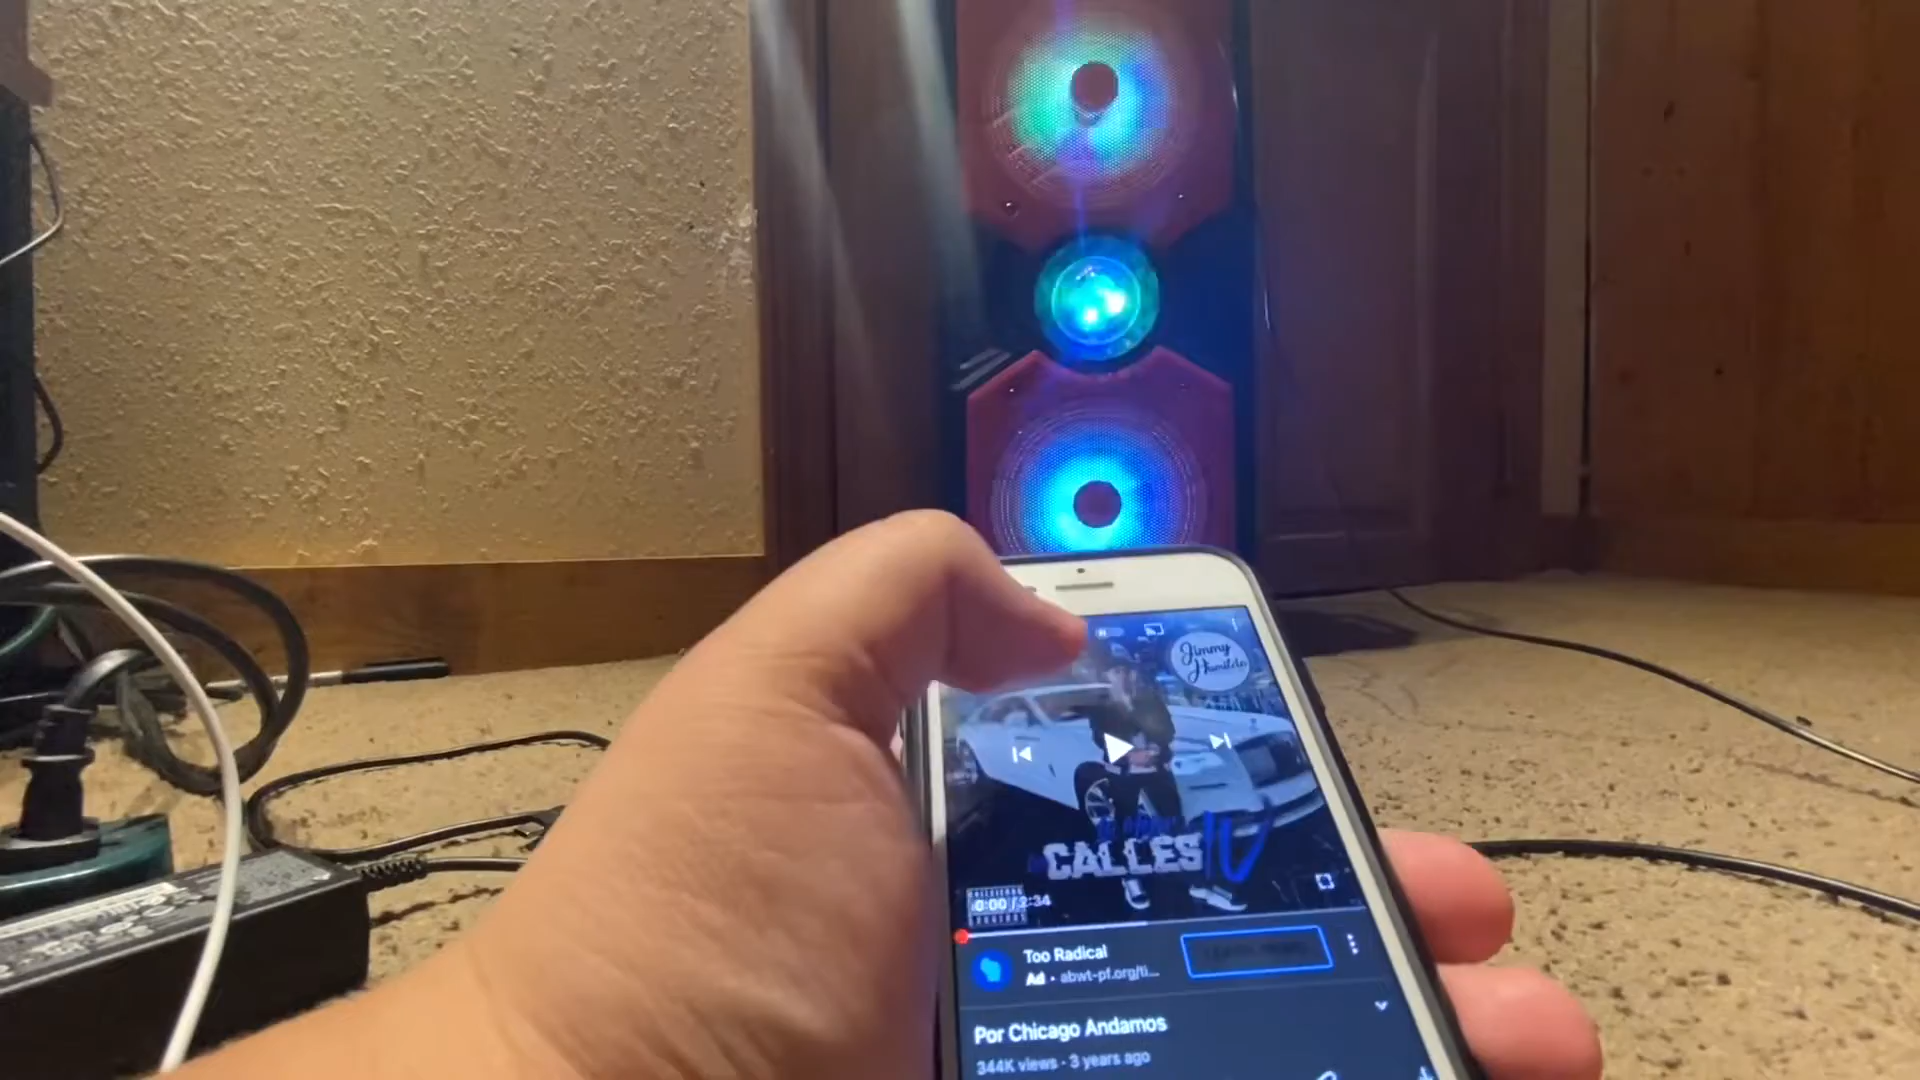 Jimmy
Humilde
CALLES IV
0:00 / 2:34
Too Radical
Ad · abwt-pf.org/ti...
Por Chicago Andamos
344K views · 3 years ago